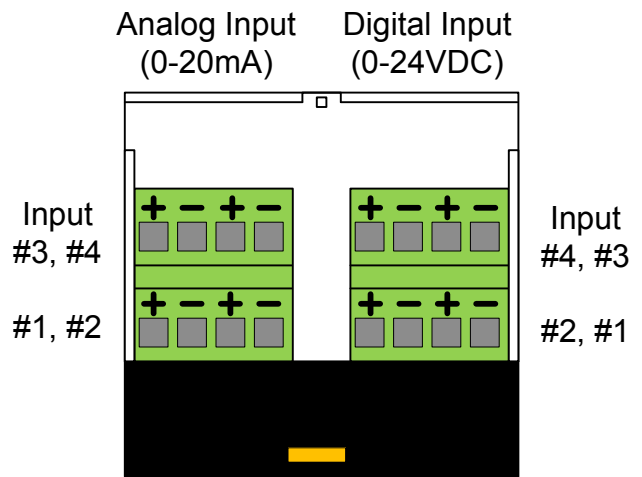 Analog Input
(0-20mA)
Digital Input
(0-24VDC)
Input
#3, #4
+ − + −
+ − + −
Input
#4, #3
#1, #2
+ − + −
+ − + −
#2, #1